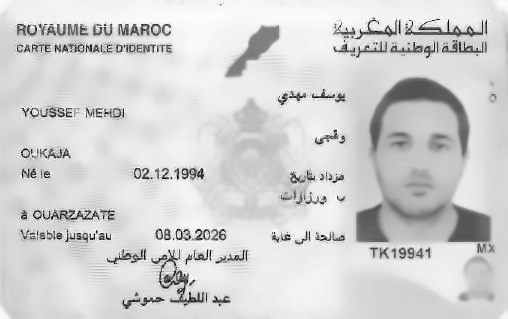 ROYAUME DU MAROC
المملكة المغربية
CARTE NATIONALE D'IDENTITE
البطاقة الوطنية للتعريف
يوسف مهدي
YOUSSEF MEHDI
وقجى
OUKAJA
Né le 02.12.1994 مزداد بتاريخ
ب ورزازات
à OUARZAZATE
Valable jusqu'au 08.03.2026 صالحة الى غاية
المدير العام للأمن الوطني
عبد اللطيف حموشي
TK19941
MX